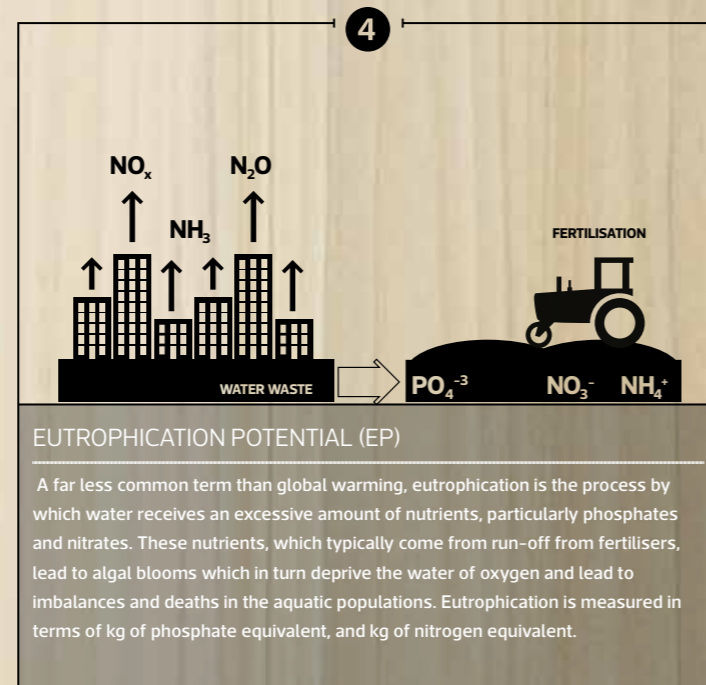 4
NOₓ N₂O
NH₃
FERTILISATION
WATER WASTE
PO₄⁻³ NO₃⁻ NH₄⁺
EUTROPHICATION POTENTIAL (EP)
A far less common term than global warming, eutrophication is the process by
which water receives an excessive amount of nutrients, particularly phosphates
and nitrates. These nutrients, which typically come from run-off from fertilisers,
lead to algal blooms which in turn deprive the water of oxygen and lead to
imbalances and deaths in the aquatic populations. Eutrophication is measured in
terms of kg of phosphate equivalent, and kg of nitrogen equivalent.